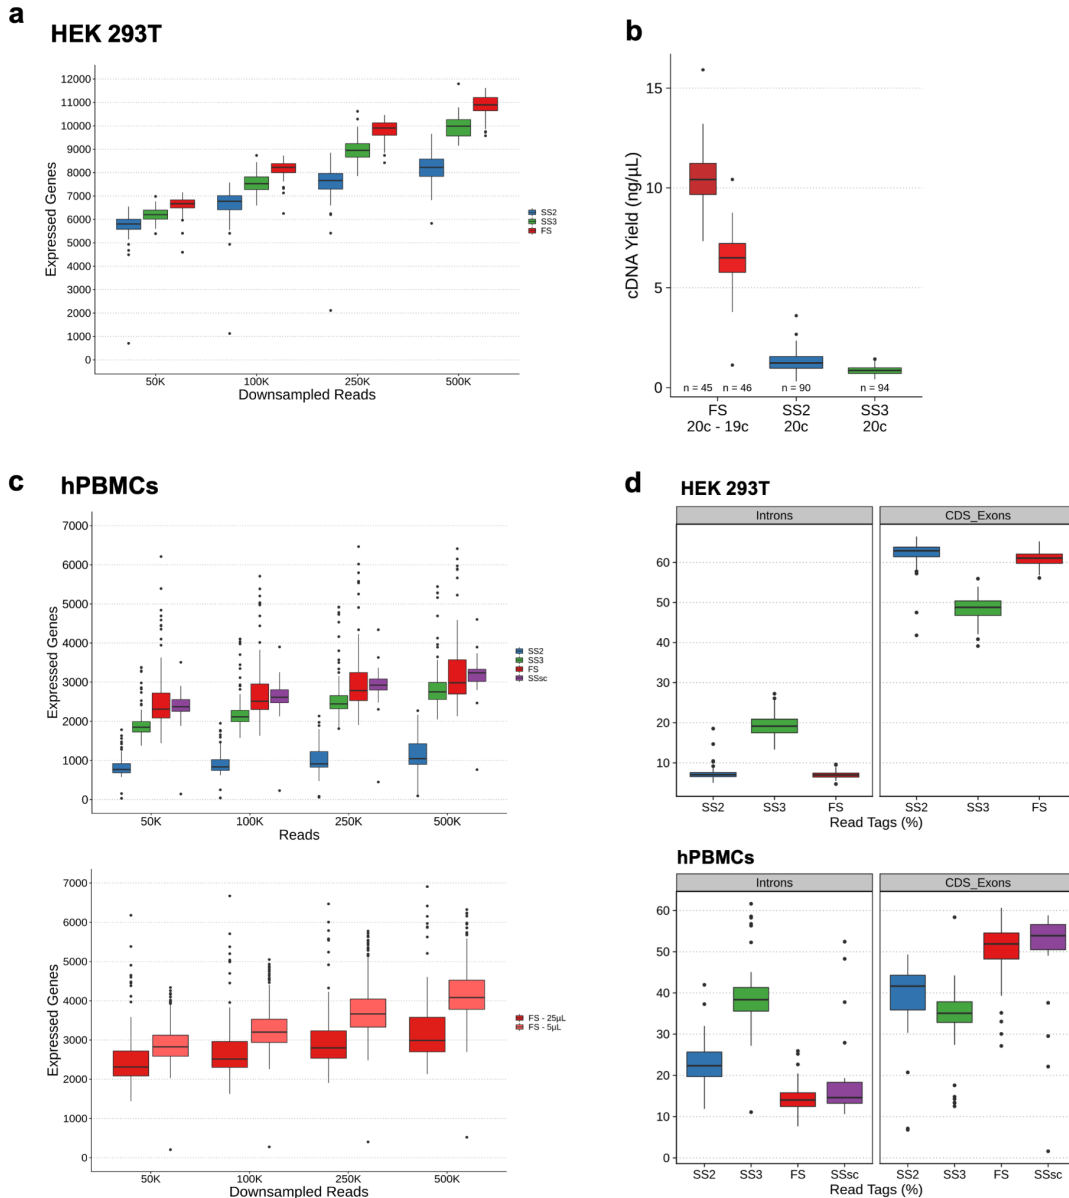 a
HEK 293T
12000
11000
10000
9000
8000
7000
6000
5000
4000
3000
2000
1000
0
Expressed Genes
50K 100K 250K 500K
Downsampled Reads
SS2
SS3
FS
b
15
10
5
0
cDNA Yield (ng/µL)
n = 45 n = 46 n = 90 n = 94
FS SS2 SS3
20c - 19c 20c 20c
c
hPBMCs
7000
6000
5000
4000
3000
2000
1000
0
Expressed Genes
50K 100K 250K 500K
Reads
SS2
SS3
FS
SSsc
7000
6000
5000
4000
3000
2000
1000
0
Expressed Genes
50K 100K 250K 500K
Downsampled Reads
FS - 25µL
FS - 5µL
d
HEK 293T
Introns CDS_Exons
60
50
40
30
20
10
SS2 SS3 FS SS2 SS3 FS
Read Tags (%)
hPBMCs
Introns CDS_Exons
60
50
40
30
20
10
0
SS2 SS3 FS SSsc SS2 SS3 FS SSsc
Read Tags (%)